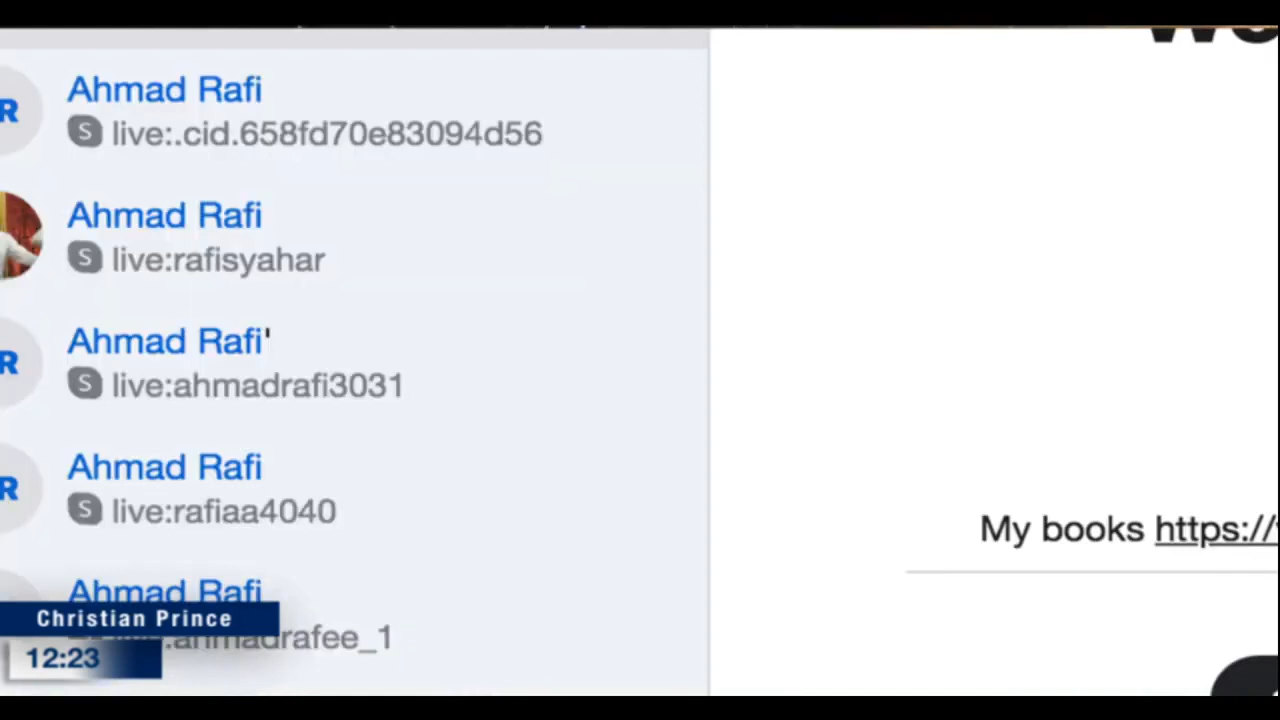 R
Ahmad Rafi
S live:.cid.658fd70e83094d56
Ahmad Rafi
S live:rafisyahar
R
Ahmad Rafi'
S live:ahmadrafi3031
R
Ahmad Rafi
S live:rafiaa4040
Ahmad Rafi
ahmadrafee_1
My books https://
Christian Prince
12:23